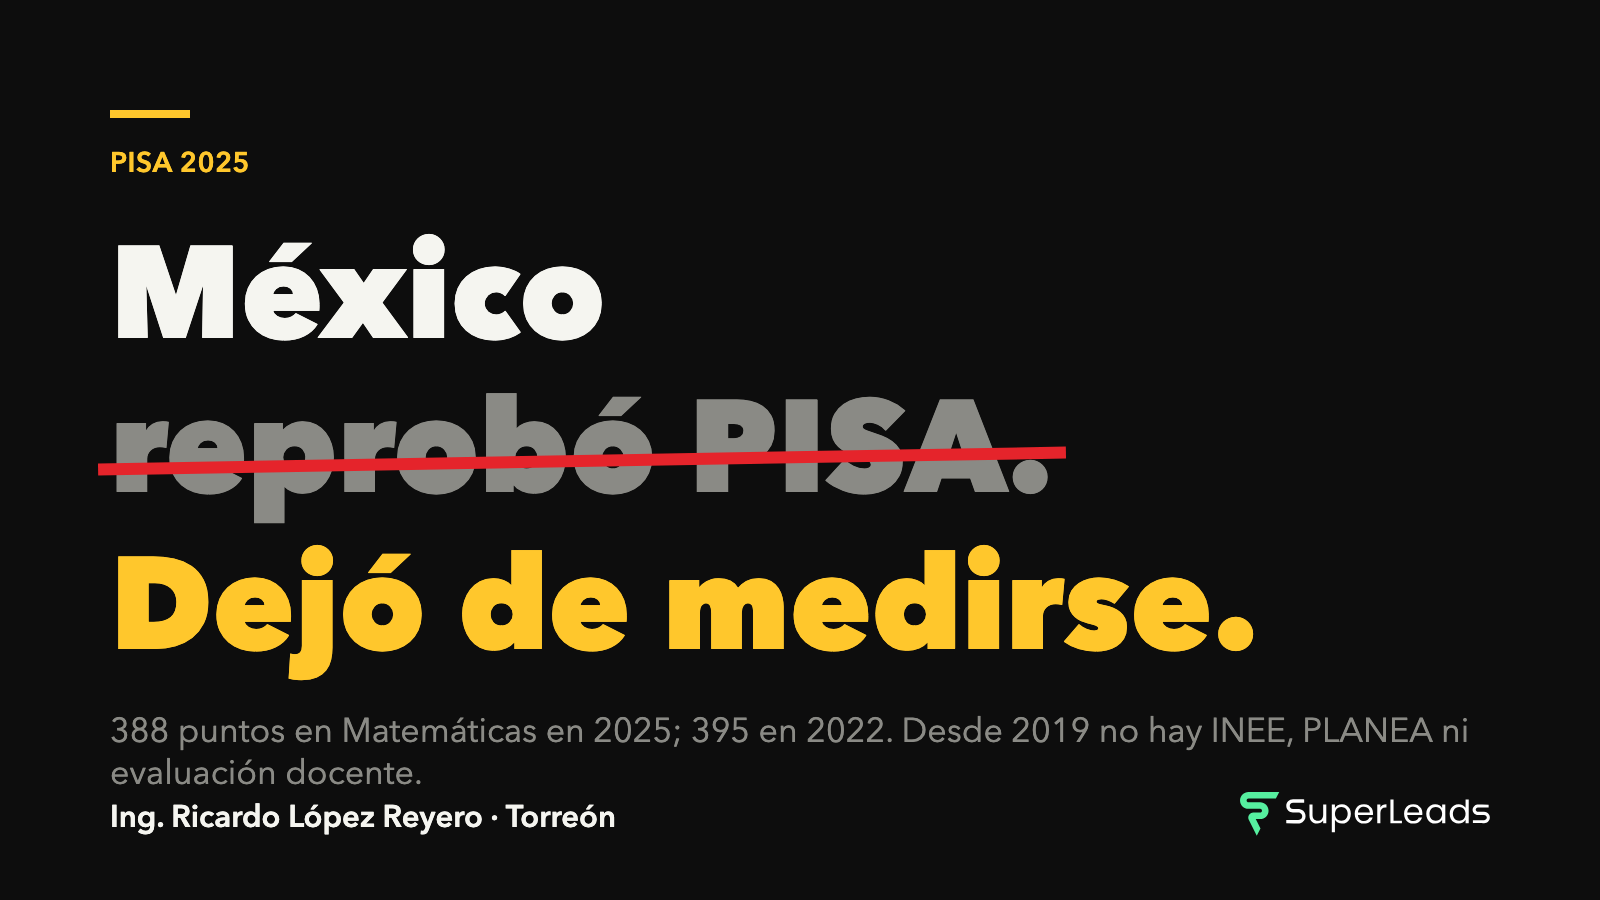 PISA 2025
México
reprobó PISA.
Dejó de medirse.
388 puntos en Matemáticas en 2025; 395 en 2022. Desde 2019 no hay INEE, PLANEA ni
evaluación docente.
Ing. Ricardo López Reyero · Torreón
SuperLeads